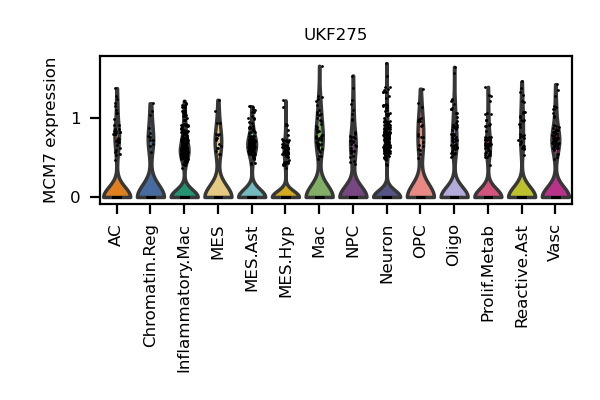 UKF275
MCM7 expression
1
0
AC
Chromatin.Reg
Inflammatory.Mac
MES
MES.Ast
MES.Hyp
Mac
NPC
Neuron
OPC
Oligo
Prolif.Metab
Reactive.Ast
Vasc